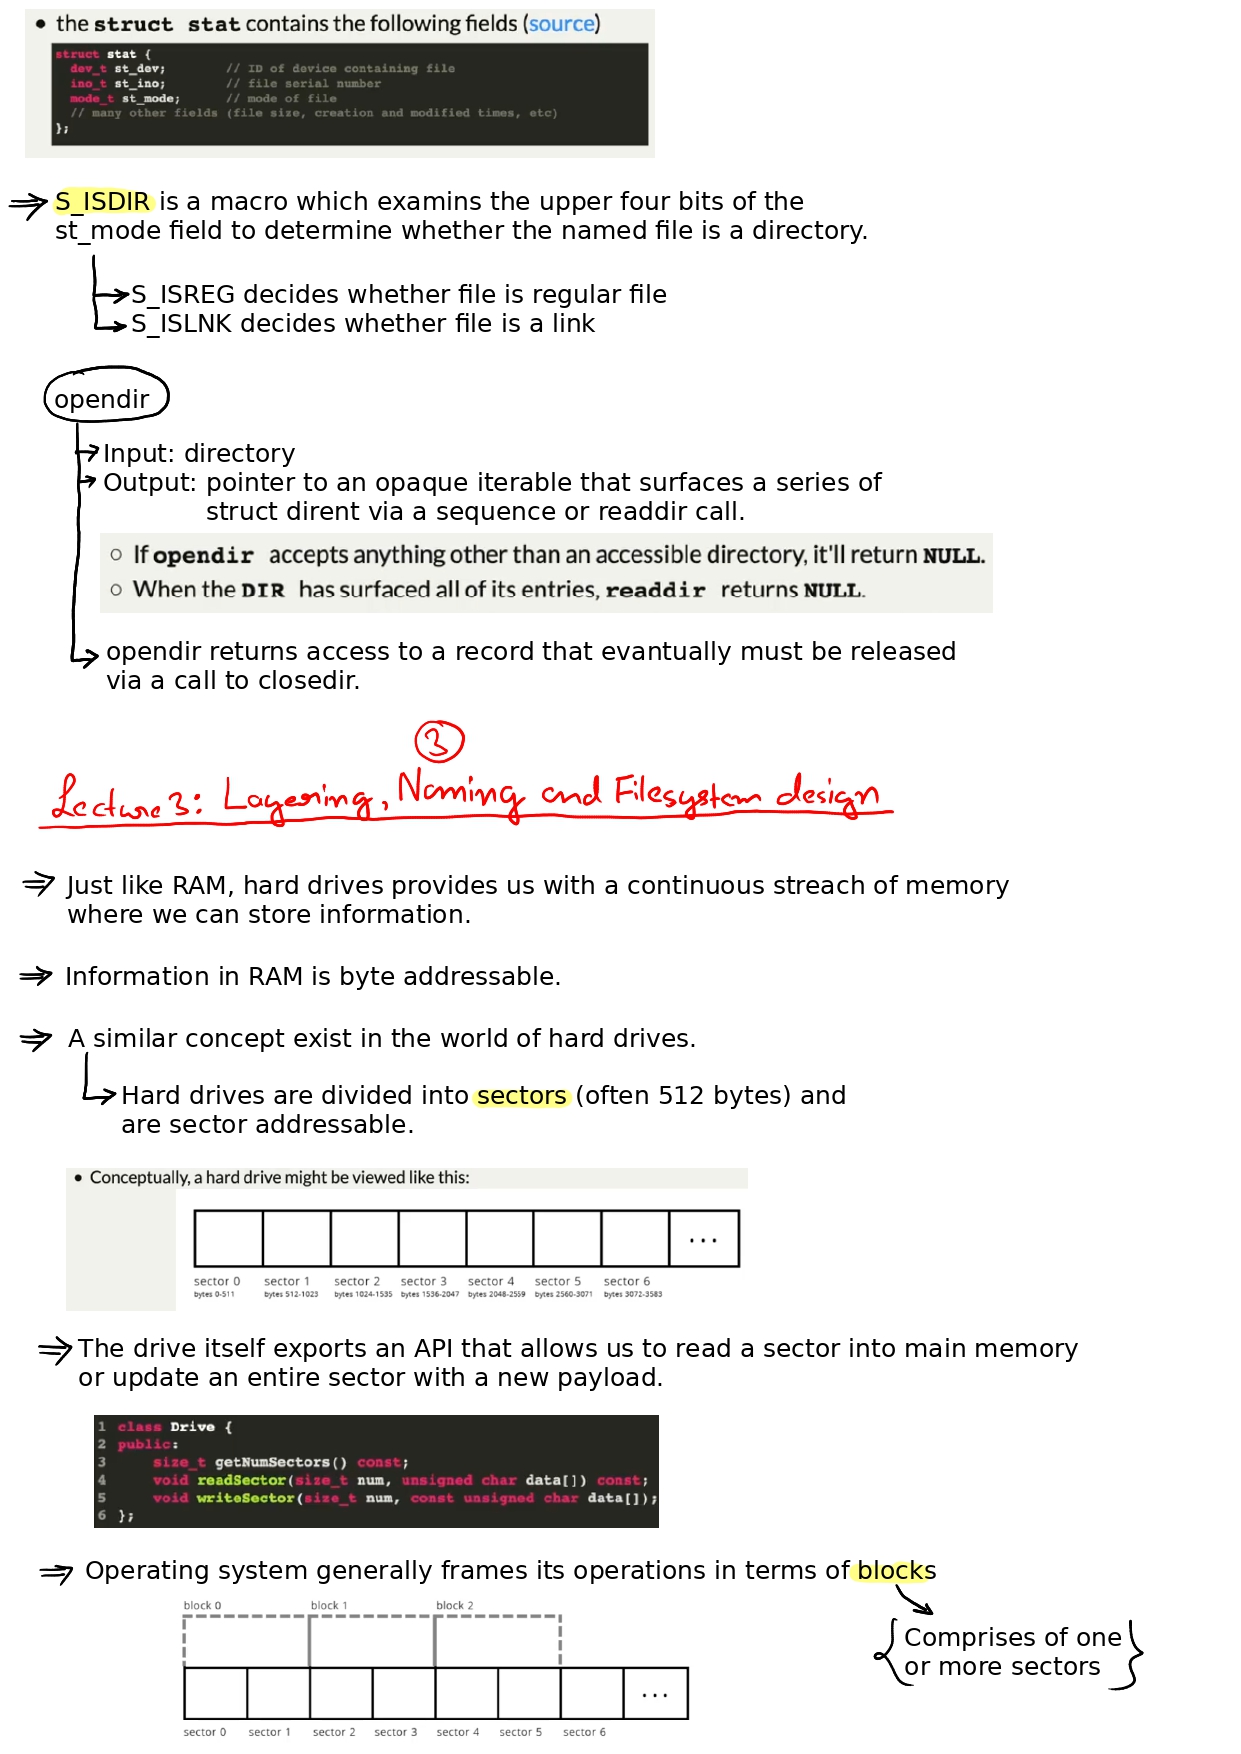 • the struct stat contains the following fields (source)
struct stat {
dev_t st_dev; // ID of device containing file
ino_t st_ino; // file serial number
mode_t st_mode; // mode of file
// many other fields (file size, creation and modified times, etc)
};
⇒ S_ISDIR is a macro which examines the upper four bits of the
st_mode field to determine whether the named file is a directory.
→ S_ISREG decides whether file is regular file
→ S_ISLNK decides whether file is a link
opendir
→ Input: directory
→ Output: pointer to an opaque iterable that surfaces a series of
struct dirent via a sequence or readdir call.
○ If opendir accepts anything other than an accessible directory, it'll return NULL.
○ When the DIR has surfaced all of its entries, readdir returns NULL.
→ opendir returns access to a record that evantually must be released
via a call to closedir.
3
Lecture 3: Layering, Naming and Filesystem design
⇒ Just like RAM, hard drives provides us with a continuous streach of memory
where we can store information.
⇒ Information in RAM is byte addressable.
⇒ A similar concept exist in the world of hard drives.
→ Hard drives are divided into sectors (often 512 bytes) and
are sector addressable.
• Conceptually, a hard drive might be viewed like this:
...
sector 0 sector 1 sector 2 sector 3 sector 4 sector 5 sector 6
bytes 0-511 bytes 512-1023 bytes 1024-1535 bytes 1536-2047 bytes 2048-2559 bytes 2560-3071 bytes 3072-3583
⇒ The drive itself exports an API that allows us to read a sector into main memory
or update an entire sector with a new payload.
1 class Drive {
2 public:
3 size_t getNumSectors() const;
4 void readSector(size_t num, unsigned char data[]) const;
5 void writeSector(size_t num, const unsigned char data[]);
6 };
⇒ Operating system generally frames its operations in terms of blocks
block 0 block 1 block 2
{ Comprises of one
or more sectors }
...
sector 0 sector 1 sector 2 sector 3 sector 4 sector 5 sector 6